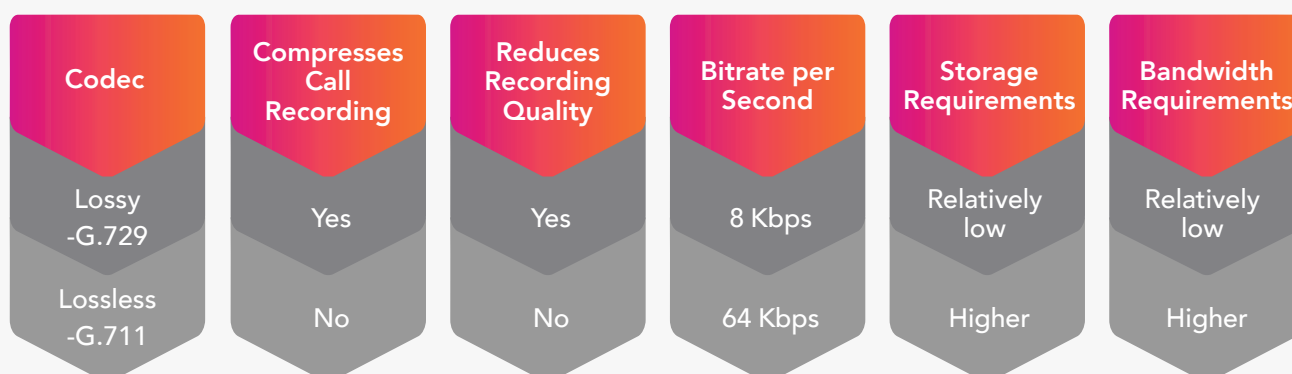 Codec
Compresses
Call
Recording
Reduces
Recording
Quality
Bitrate per
Second
Storage
Requirements
Bandwidth
Requirements
Lossy
-G.729
Yes
Yes
8 Kbps
Relatively
low
Relatively
low
Lossless
-G.711
No
No
64 Kbps
Higher
Higher